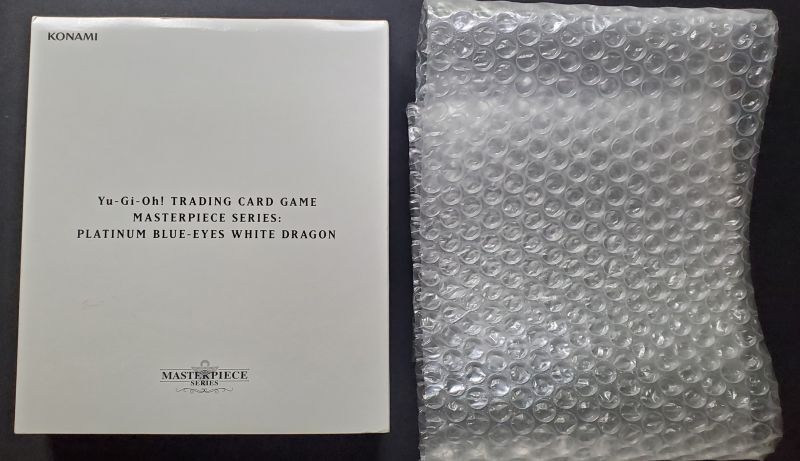 KONAMI
Yu-Gi-Oh! TRADING CARD GAME
MASTERPIECE SERIES:
PLATINUM BLUE-EYES WHITE DRAGON
MASTERPIECE
SERIES